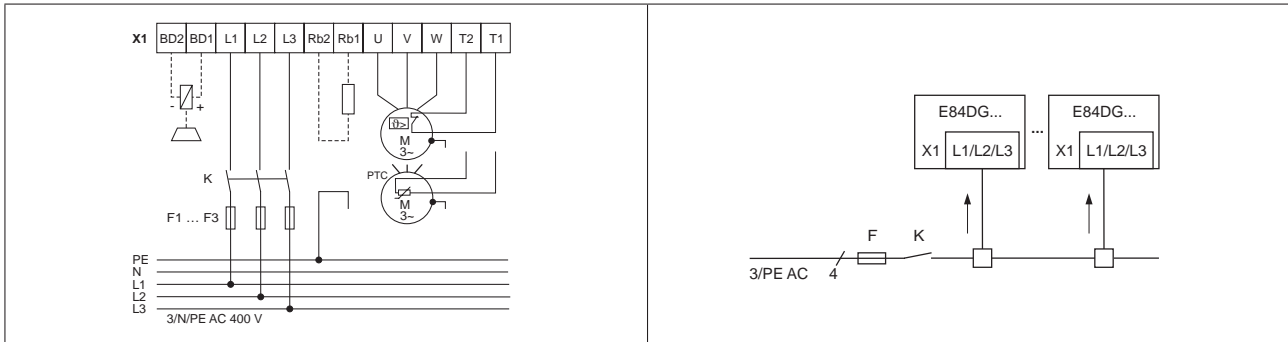 X1 BD2 BD1 L1 L2 L3 Rb2 Rb1 U V W T2 T1
- +
ϑ>
M
3~
K
PTC
M
3~
F1 … F3
PE
N
L1
L2
L3
3/N/PE AC 400 V
E84DG... ... E84DG...
X1 L1/L2/L3 X1 L1/L2/L3
F K
3/PE AC 4